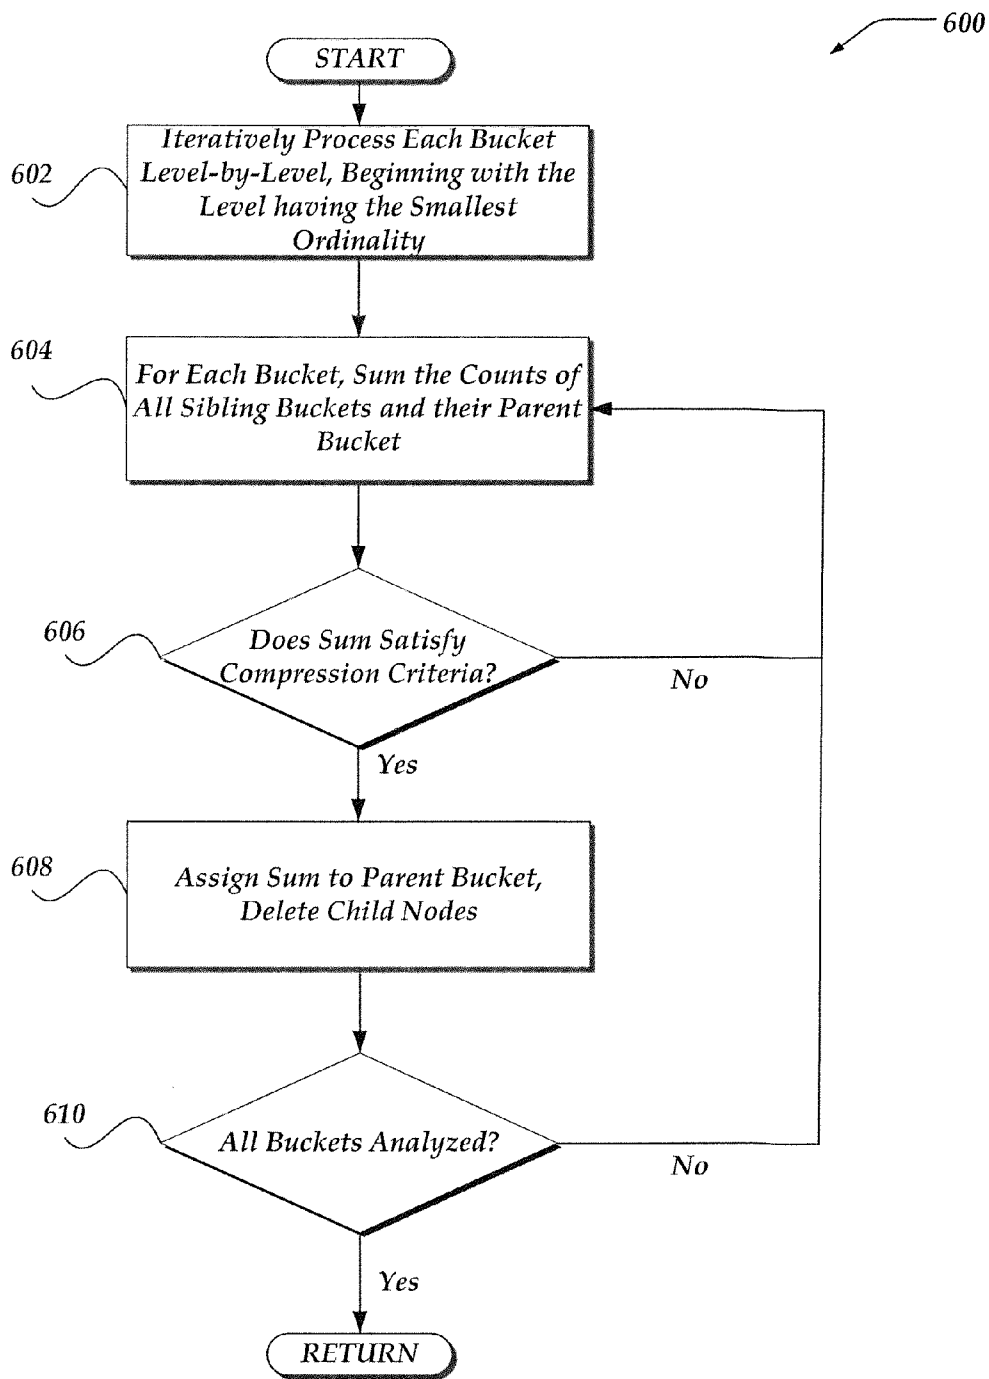 600
START
602
Iteratively Process Each Bucket
Level-by-Level, Beginning with the
Level having the Smallest
Ordinality
604
For Each Bucket, Sum the Counts of
All Sibling Buckets and their Parent
Bucket
606
Does Sum Satisfy
Compression Criteria?
No
Yes
608
Assign Sum to Parent Bucket,
Delete Child Nodes
610
All Buckets Analyzed?
No
Yes
RETURN